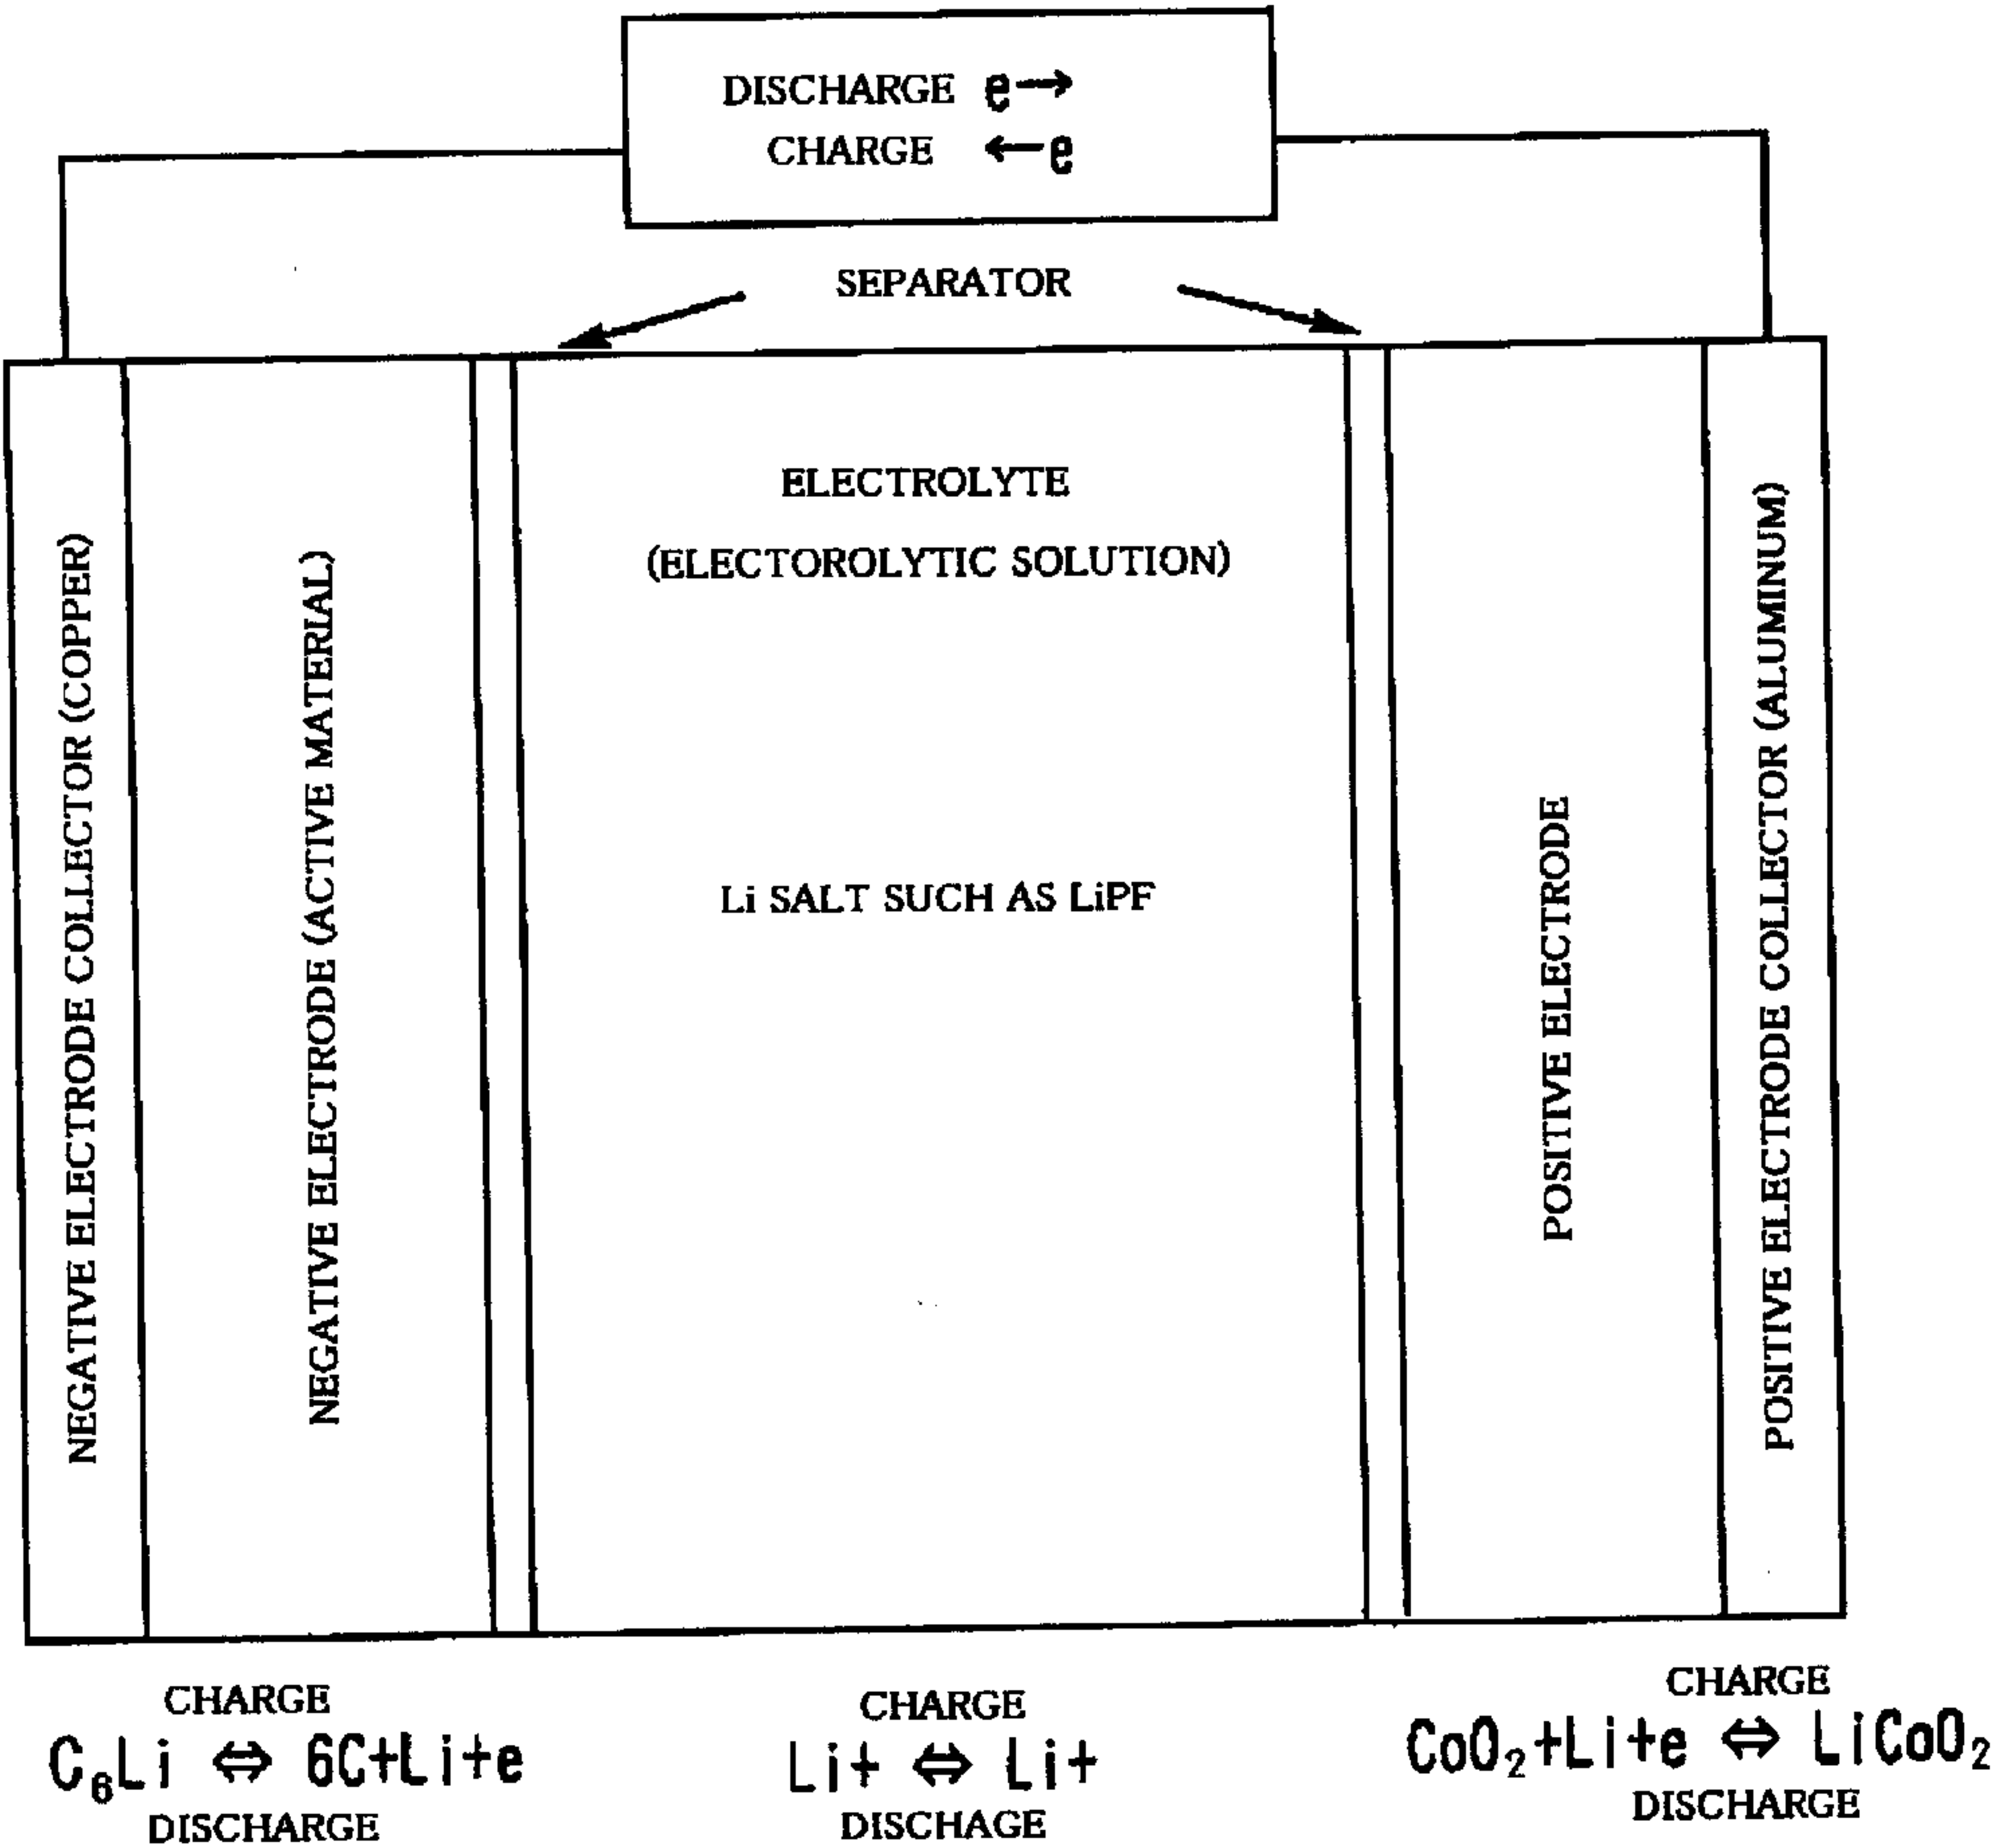 DISCHARGE e→
CHARGE ←e
SEPARATOR
NEGATIVE ELECTRODE COLLECTOR (COPPER)
NEGATIVE ELECTRODE (ACTIVE MATERIAL)
ELECTROLYTE
(ELECTOROLYTIC SOLUTION)
Li SALT SUCH AS LiPF
POSITIVE ELECTRODE
POSITIVE ELECTRODE COLLECTOR (ALUMINUM)
CHARGE
C₆Li ⇔ 6C+Li+e
DISCHARGE
CHARGE
Li+ ⇔ Li+
DISCHAGE
CHARGE
CoO₂+Li+e ⇔ LiCoO₂
DISCHARGE